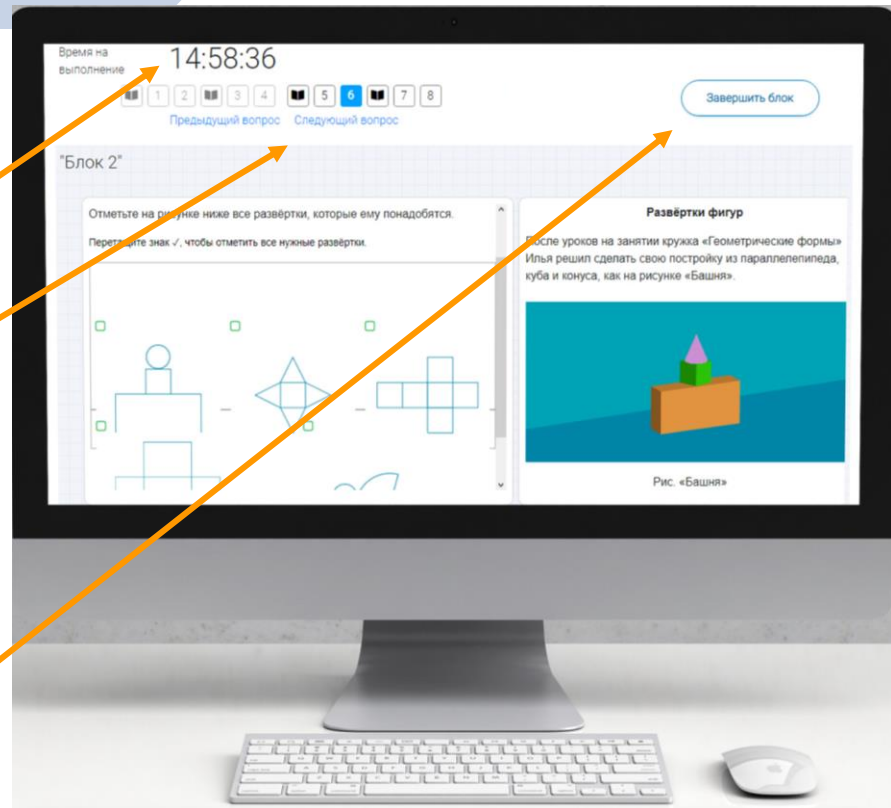 Время на
выполнение
14:58:36
1 2 3 4 5 6 7 8
Предыдущий вопрос Следующий вопрос
Завершить блок
"Блок 2"
Отметьте на рисунке ниже все развёртки, которые ему понадобятся.
Перетащите знак ✓, чтобы отметить все нужные развёртки.
Развёртки фигур
После уроков на занятии кружка «Геометрические формы»
Илья решил сделать свою постройку из параллелепипеда,
куба и конуса, как на рисунке «Башня».
Рис. «Башня»